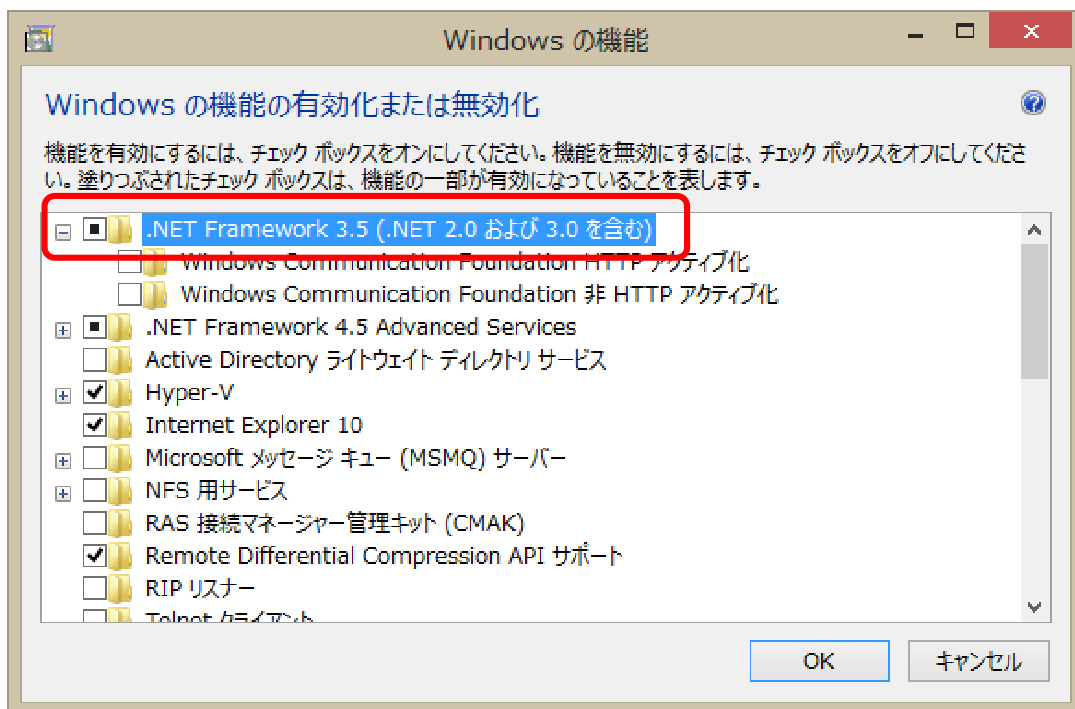 Windows の機能
Windows の機能の有効化または無効化
機能を有効にするには、チェック ボックスをオンにしてください。機能を無効にするには、チェック ボックスをオフにしてくださ
い。塗りつぶされたチェック ボックスは、機能の一部が有効になっていることを表します。
.NET Framework 3.5 (.NET 2.0 および 3.0 を含む)
Windows Communication Foundation HTTP アクティブ化
Windows Communication Foundation 非 HTTP アクティブ化
.NET Framework 4.5 Advanced Services
Active Directory ライトウェイト ディレクトリ サービス
Hyper-V
Internet Explorer 10
Microsoft メッセージ キュー (MSMQ) サーバー
NFS 用サービス
RAS 接続マネージャー管理キット (CMAK)
Remote Differential Compression API サポート
RIP リスナー
Telnet クライアント
OK
キャンセル